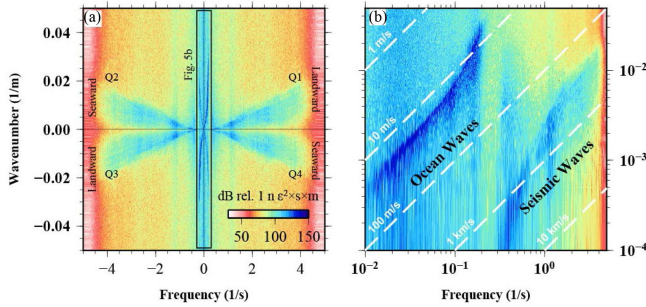 (a)
(b)
Wavenumber (1/m)
0.04
0.02
0.00
−0.02
−0.04
Seaward
Q2
Fig. 5b
Q1
Landward
Landward
Q3
Q4
Seaward
dB rel. 1 n ε²×s×m
50 100 150
−4 −2 0 2 4
Frequency (1/s)
1 m/s
10 m/s
100 m/s
1 km/s
10 km/s
Ocean Waves
Seismic Waves
10⁻²
10⁻³
10⁻⁴
10⁻² 10⁻¹ 10⁰
Frequency (1/s)